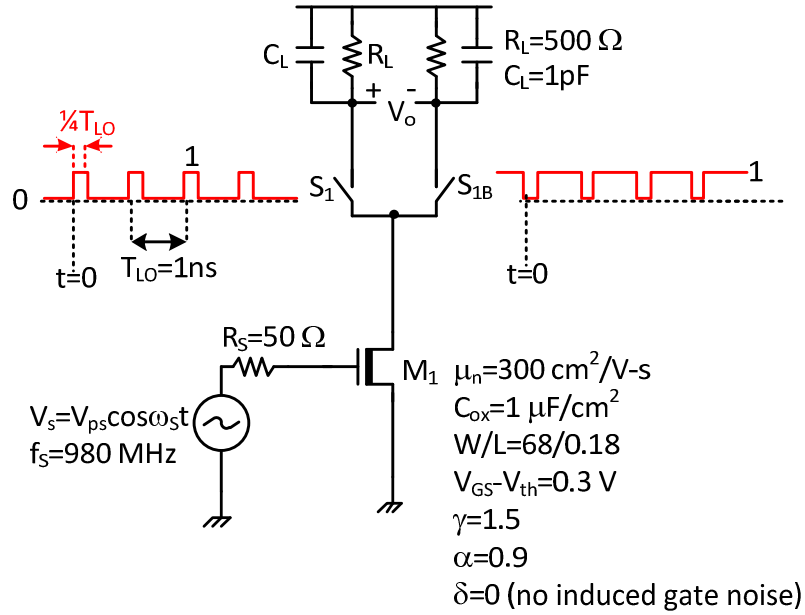 C_L
R_L
R_L=500 Ω
C_L=1pF
+ V_o -
¼T_LO
1
0
S_1
S_1B
1
t=0
T_LO=1ns
t=0
R_S=50 Ω
M_1
V_s=V_pscosω_St
f_S=980 MHz
μ_n=300 cm²/V-s
C_ox=1 μF/cm²
W/L=68/0.18
V_GS-V_th=0.3 V
γ=1.5
α=0.9
δ=0 (no induced gate noise)